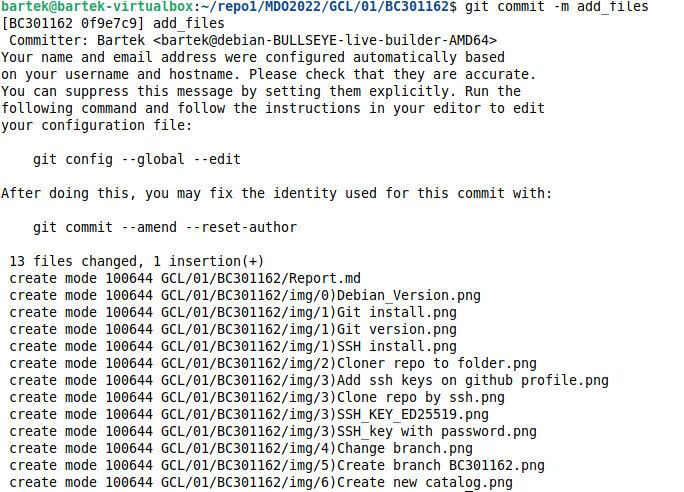 bartek@bartek-virtualbox:~/repo1/MDO2022/GCL/01/BC301162$ git commit -m add_files
[BC301162 0f9e7c9] add_files
 Committer: Bartek <bartek@debian-BULLSEYE-live-builder-AMD64>
Your name and email address were configured automatically based
on your username and hostname. Please check that they are accurate.
You can suppress this message by setting them explicitly. Run the
following command and follow the instructions in your editor to edit
your configuration file:

    git config --global --edit

After doing this, you may fix the identity used for this commit with:

    git commit --amend --reset-author

 13 files changed, 1 insertion(+)
 create mode 100644 GCL/01/BC301162/Report.md
 create mode 100644 GCL/01/BC301162/img/0)Debian_Version.png
 create mode 100644 GCL/01/BC301162/img/1)Git install.png
 create mode 100644 GCL/01/BC301162/img/1)Git version.png
 create mode 100644 GCL/01/BC301162/img/1)SSH install.png
 create mode 100644 GCL/01/BC301162/img/2)Cloner repo to folder.png
 create mode 100644 GCL/01/BC301162/img/3)Add ssh keys on github profile.png
 create mode 100644 GCL/01/BC301162/img/3)Clone repo by ssh.png
 create mode 100644 GCL/01/BC301162/img/3)SSH_KEY_ED25519.png
 create mode 100644 GCL/01/BC301162/img/3)SSH_key with password.png
 create mode 100644 GCL/01/BC301162/img/4)Change branch.png
 create mode 100644 GCL/01/BC301162/img/5)Create branch BC301162.png
 create mode 100644 GCL/01/BC301162/img/6)Create new catalog.png